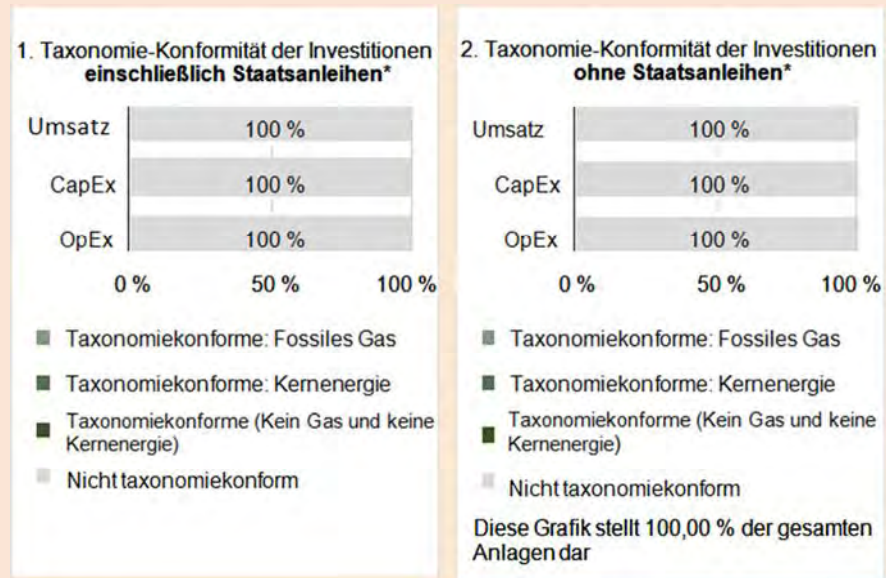 1. Taxonomie-Konformität der Investitionen
einschließlich Staatsanleihen*
Umsatz 100 %
CapEx 100 %
OpEx 100 %
0 % 50 % 100 %
Taxonomiekonforme: Fossiles Gas
Taxonomiekonforme: Kernenergie
Taxonomiekonforme (Kein Gas und keine
Kernenergie)
Nicht taxonomiekonform
2. Taxonomie-Konformität der Investitionen
ohne Staatsanleihen*
Umsatz 100 %
CapEx 100 %
OpEx 100 %
0 % 50 % 100 %
Taxonomiekonforme: Fossiles Gas
Taxonomiekonforme: Kernenergie
Taxonomiekonforme (Kein Gas und keine
Kernenergie)
Nicht taxonomiekonform
Diese Grafik stellt 100,00 % der gesamten
Anlagen dar